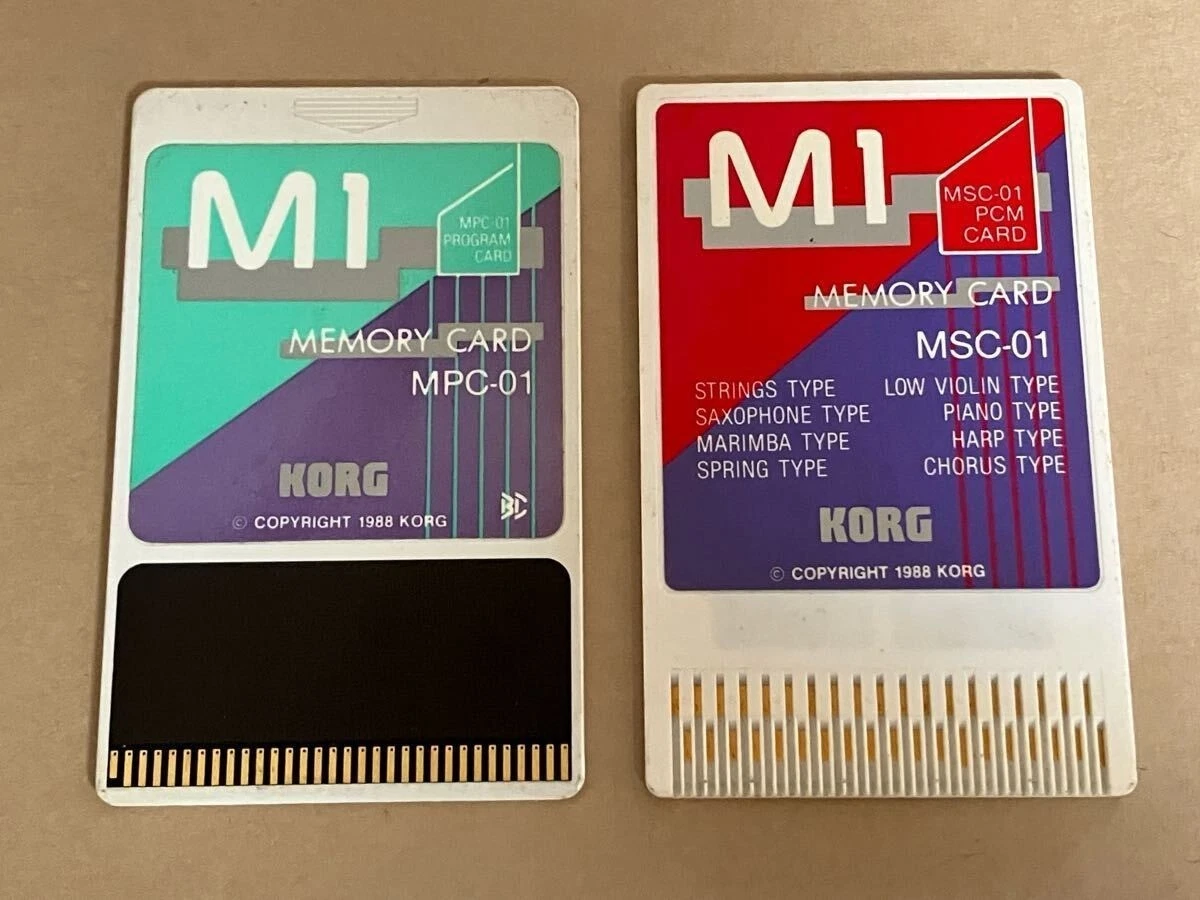 M1
MPC-01
PROGRAM
CARD
MEMORY CARD
MPC-01
KORG
© COPYRIGHT 1988 KORG
M1
MSC-01
PCM
CARD
MEMORY CARD
MSC-01
STRINGS TYPE LOW VIOLIN TYPE
SAXOPHONE TYPE PIANO TYPE
MARIMBA TYPE HARP TYPE
SPRING TYPE CHORUS TYPE
KORG
© COPYRIGHT 1988 KORG